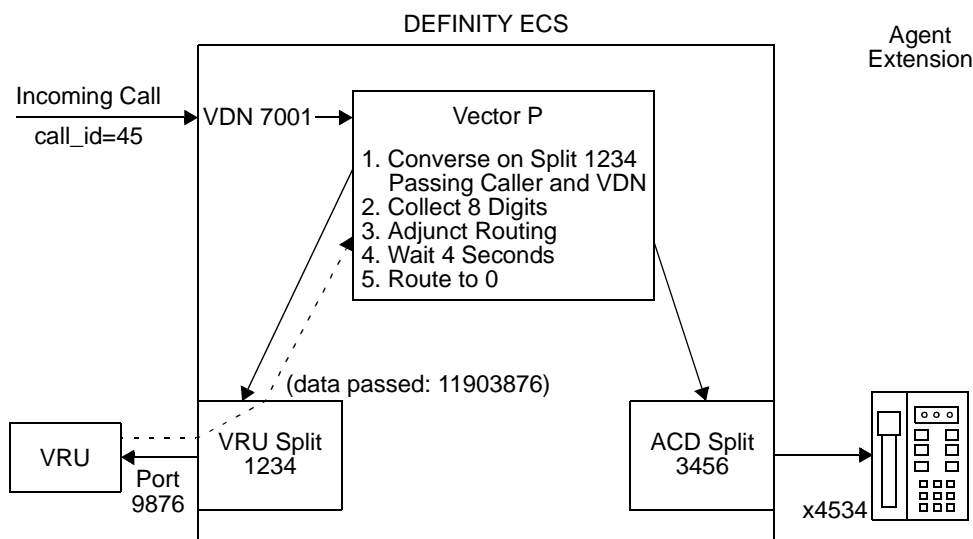 DEFINITY ECS
Agent
Extension
Incoming Call
call_id=45
VDN 7001
Vector P
1. Converse on Split 1234
Passing Caller and VDN
2. Collect 8 Digits
3. Adjunct Routing
4. Wait 4 Seconds
5. Route to 0
(data passed: 11903876)
VRU
Port
9876
VRU Split
1234
ACD Split
3456
x4534